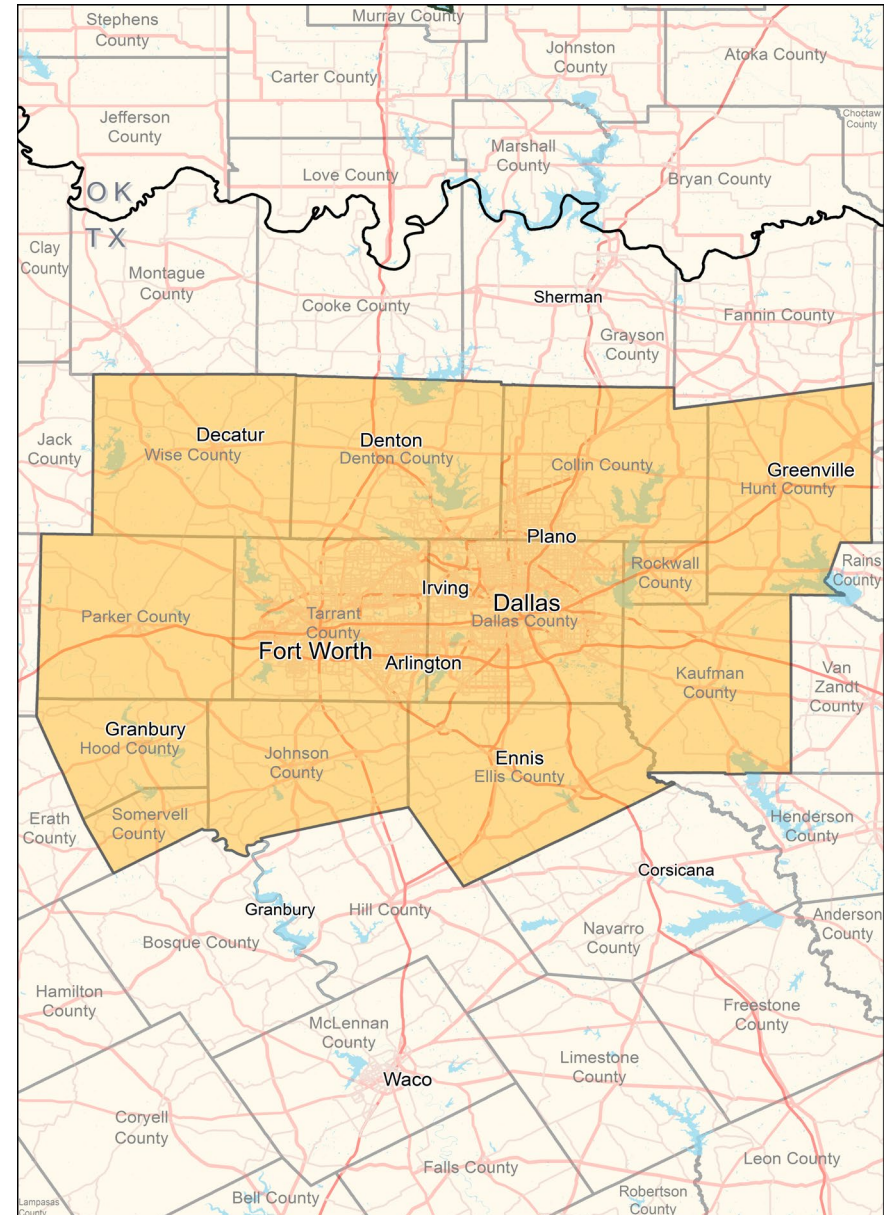 Stephens
County
Murray County
Johnston
County
Atoka County
Carter County
Jefferson
County
Choctaw
County
Marshall
County
Love County
Bryan County
OK
TX
Clay
County
Montague
County
Cooke County
Sherman
Fannin County
Grayson
County
Jack
County
Decatur
Wise County
Denton
Denton County
Collin County
Greenville
Hunt County
Plano
Rains
County
Rockwall
County
Irving
Dallas
Dallas County
Parker County
Tarrant
County
Fort Worth
Arlington
Kaufman
County
Van
Zandt
County
Granbury
Hood County
Johnson
County
Ennis
Ellis County
Erath
County
Somervell
County
Henderson
County
Corsicana
Granbury
Hill County
Anderson
County
Bosque County
Navarro
County
Hamilton
County
Freestone
County
McLennan
County
Limestone
County
Waco
Coryell
County
Falls County
Leon County
Bell County
Robertson
County
Lampasas
County